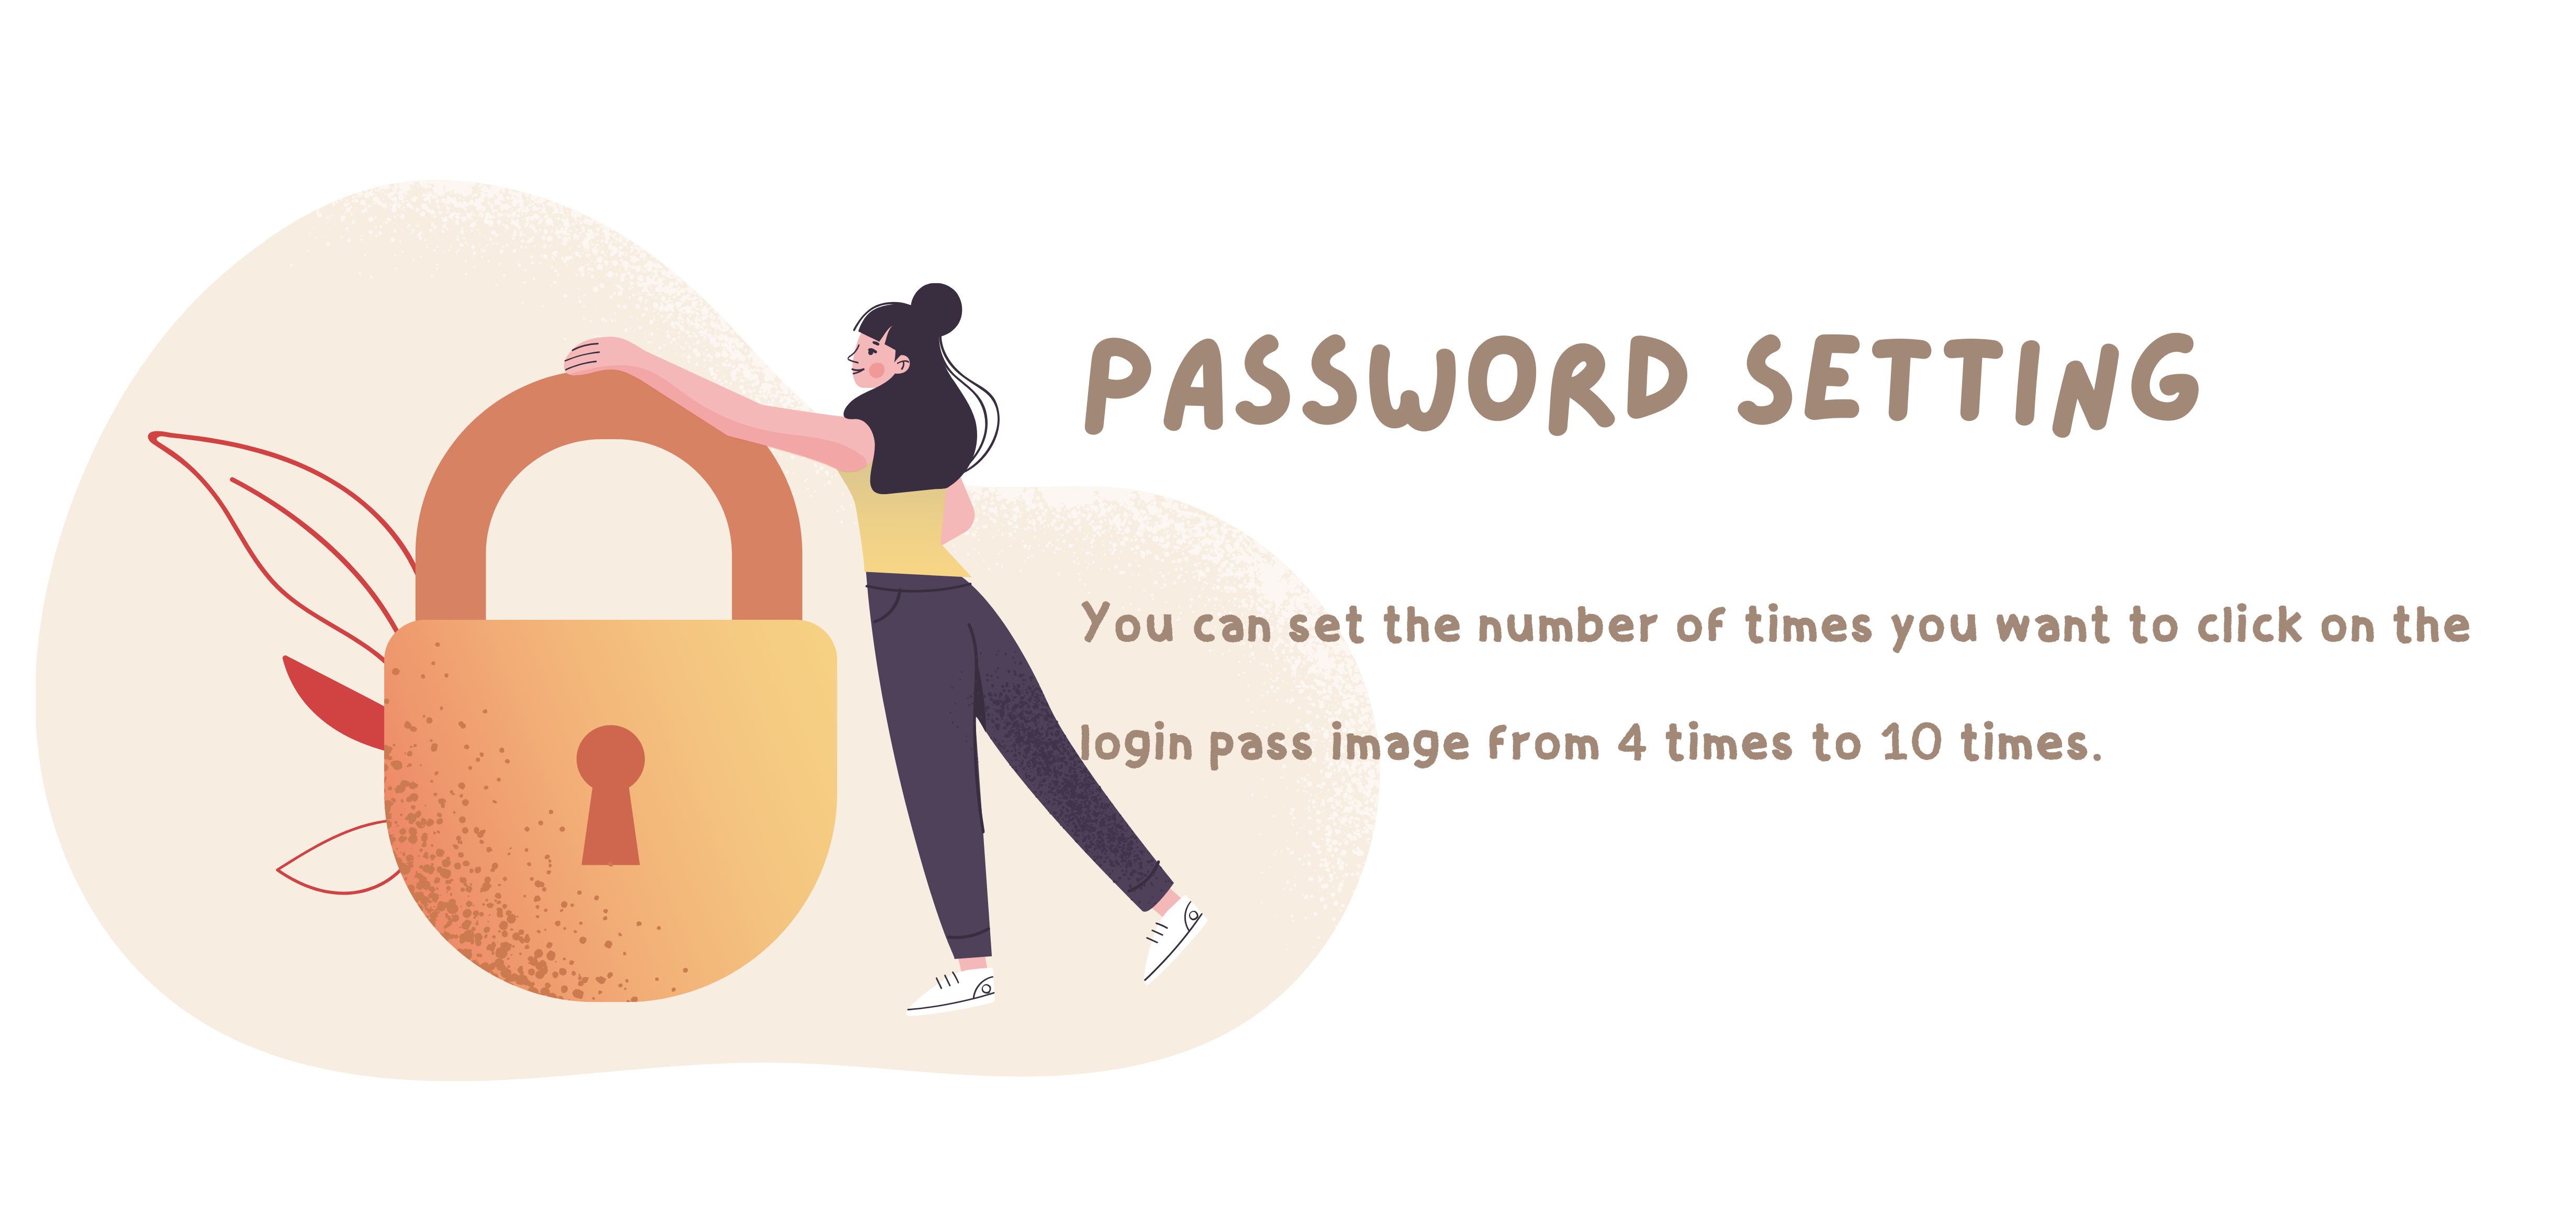 PASSWORD SETTING
You can set the number of times you want to click on the
login pass image from 4 times to 10 times.